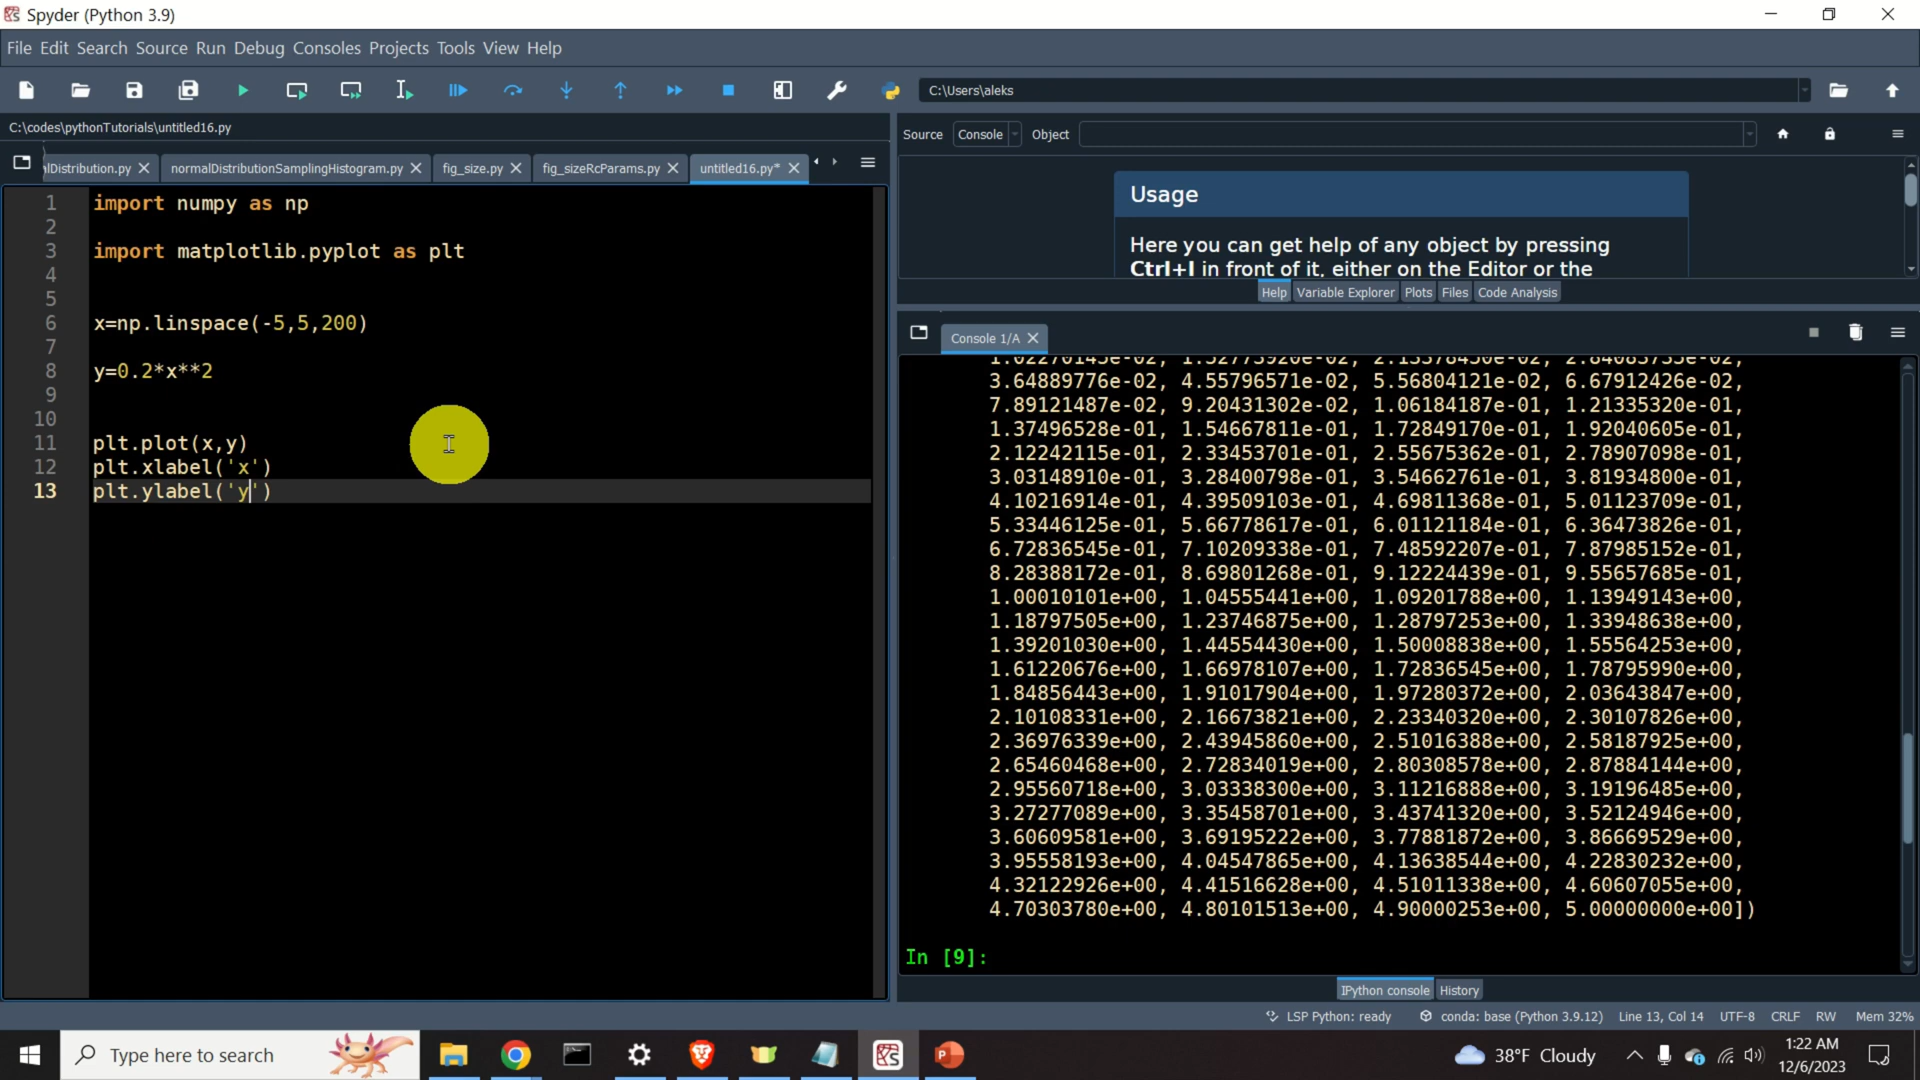 Spyder (Python 3.9)
File Edit Search Source Run Debug Consoles Projects Tools View Help
C:\Users\aleks
C:\codes\pythonTutorials\untitled16.py
Source Console Object
lDistribution.py normalDistributionSamplingHistogram.py fig_size.py fig_sizeRcParams.py untitled16.py*
1 import numpy as np
2
3 import matplotlib.pyplot as plt
4
5
6 x=np.linspace(-5,5,200)
7
8 y=0.2*x**2
9
10
11 plt.plot(x,y)
12 plt.xlabel('x')
13 plt.ylabel('y')
Usage
Here you can get help of any object by pressing
Ctrl+I in front of it, either on the Editor or the
Help Variable Explorer Plots Files Code Analysis
Console 1/A
1.02270145e-02, 1.52773920e-02, 2.13378450e-02, 2.84083735e-02,
3.64889776e-02, 4.55796571e-02, 5.56804121e-02, 6.67912426e-02,
7.89121487e-02, 9.20431302e-02, 1.06184187e-01, 1.21335320e-01,
1.37496528e-01, 1.54667811e-01, 1.72849170e-01, 1.92040605e-01,
2.12242115e-01, 2.33453701e-01, 2.55675362e-01, 2.78907098e-01,
3.03148910e-01, 3.28400798e-01, 3.54662761e-01, 3.81934800e-01,
4.10216914e-01, 4.39509103e-01, 4.69811368e-01, 5.01123709e-01,
5.33446125e-01, 5.66778617e-01, 6.01121184e-01, 6.36473826e-01,
6.72836545e-01, 7.10209338e-01, 7.48592207e-01, 7.87985152e-01,
8.28388172e-01, 8.69801268e-01, 9.12224439e-01, 9.55657685e-01,
1.00010101e+00, 1.04555441e+00, 1.09201788e+00, 1.13949143e+00,
1.18797505e+00, 1.23746875e+00, 1.28797253e+00, 1.33948638e+00,
1.39201030e+00, 1.44554430e+00, 1.50008838e+00, 1.55564253e+00,
1.61220676e+00, 1.66978107e+00, 1.72836545e+00, 1.78795990e+00,
1.84856443e+00, 1.91017904e+00, 1.97280372e+00, 2.03643847e+00,
2.10108331e+00, 2.16673821e+00, 2.23340320e+00, 2.30107826e+00,
2.36976339e+00, 2.43945860e+00, 2.51016388e+00, 2.58187925e+00,
2.65460468e+00, 2.72834019e+00, 2.80308578e+00, 2.87884144e+00,
2.95560718e+00, 3.03338300e+00, 3.11216888e+00, 3.19196485e+00,
3.27277089e+00, 3.35458701e+00, 3.43741320e+00, 3.52124946e+00,
3.60609581e+00, 3.69195222e+00, 3.77881872e+00, 3.86669529e+00,
3.95558193e+00, 4.04547865e+00, 4.13638544e+00, 4.22830232e+00,
4.32122926e+00, 4.41516628e+00, 4.51011338e+00, 4.60607055e+00,
4.70303780e+00, 4.80101513e+00, 4.90000253e+00, 5.00000000e+00])
In [9]:
IPython console History
LSP Python: ready conda: base (Python 3.9.12) Line 13, Col 14 UTF-8 CRLF RW Mem 32%
Type here to search
38°F Cloudy
1:22 AM
12/6/2023